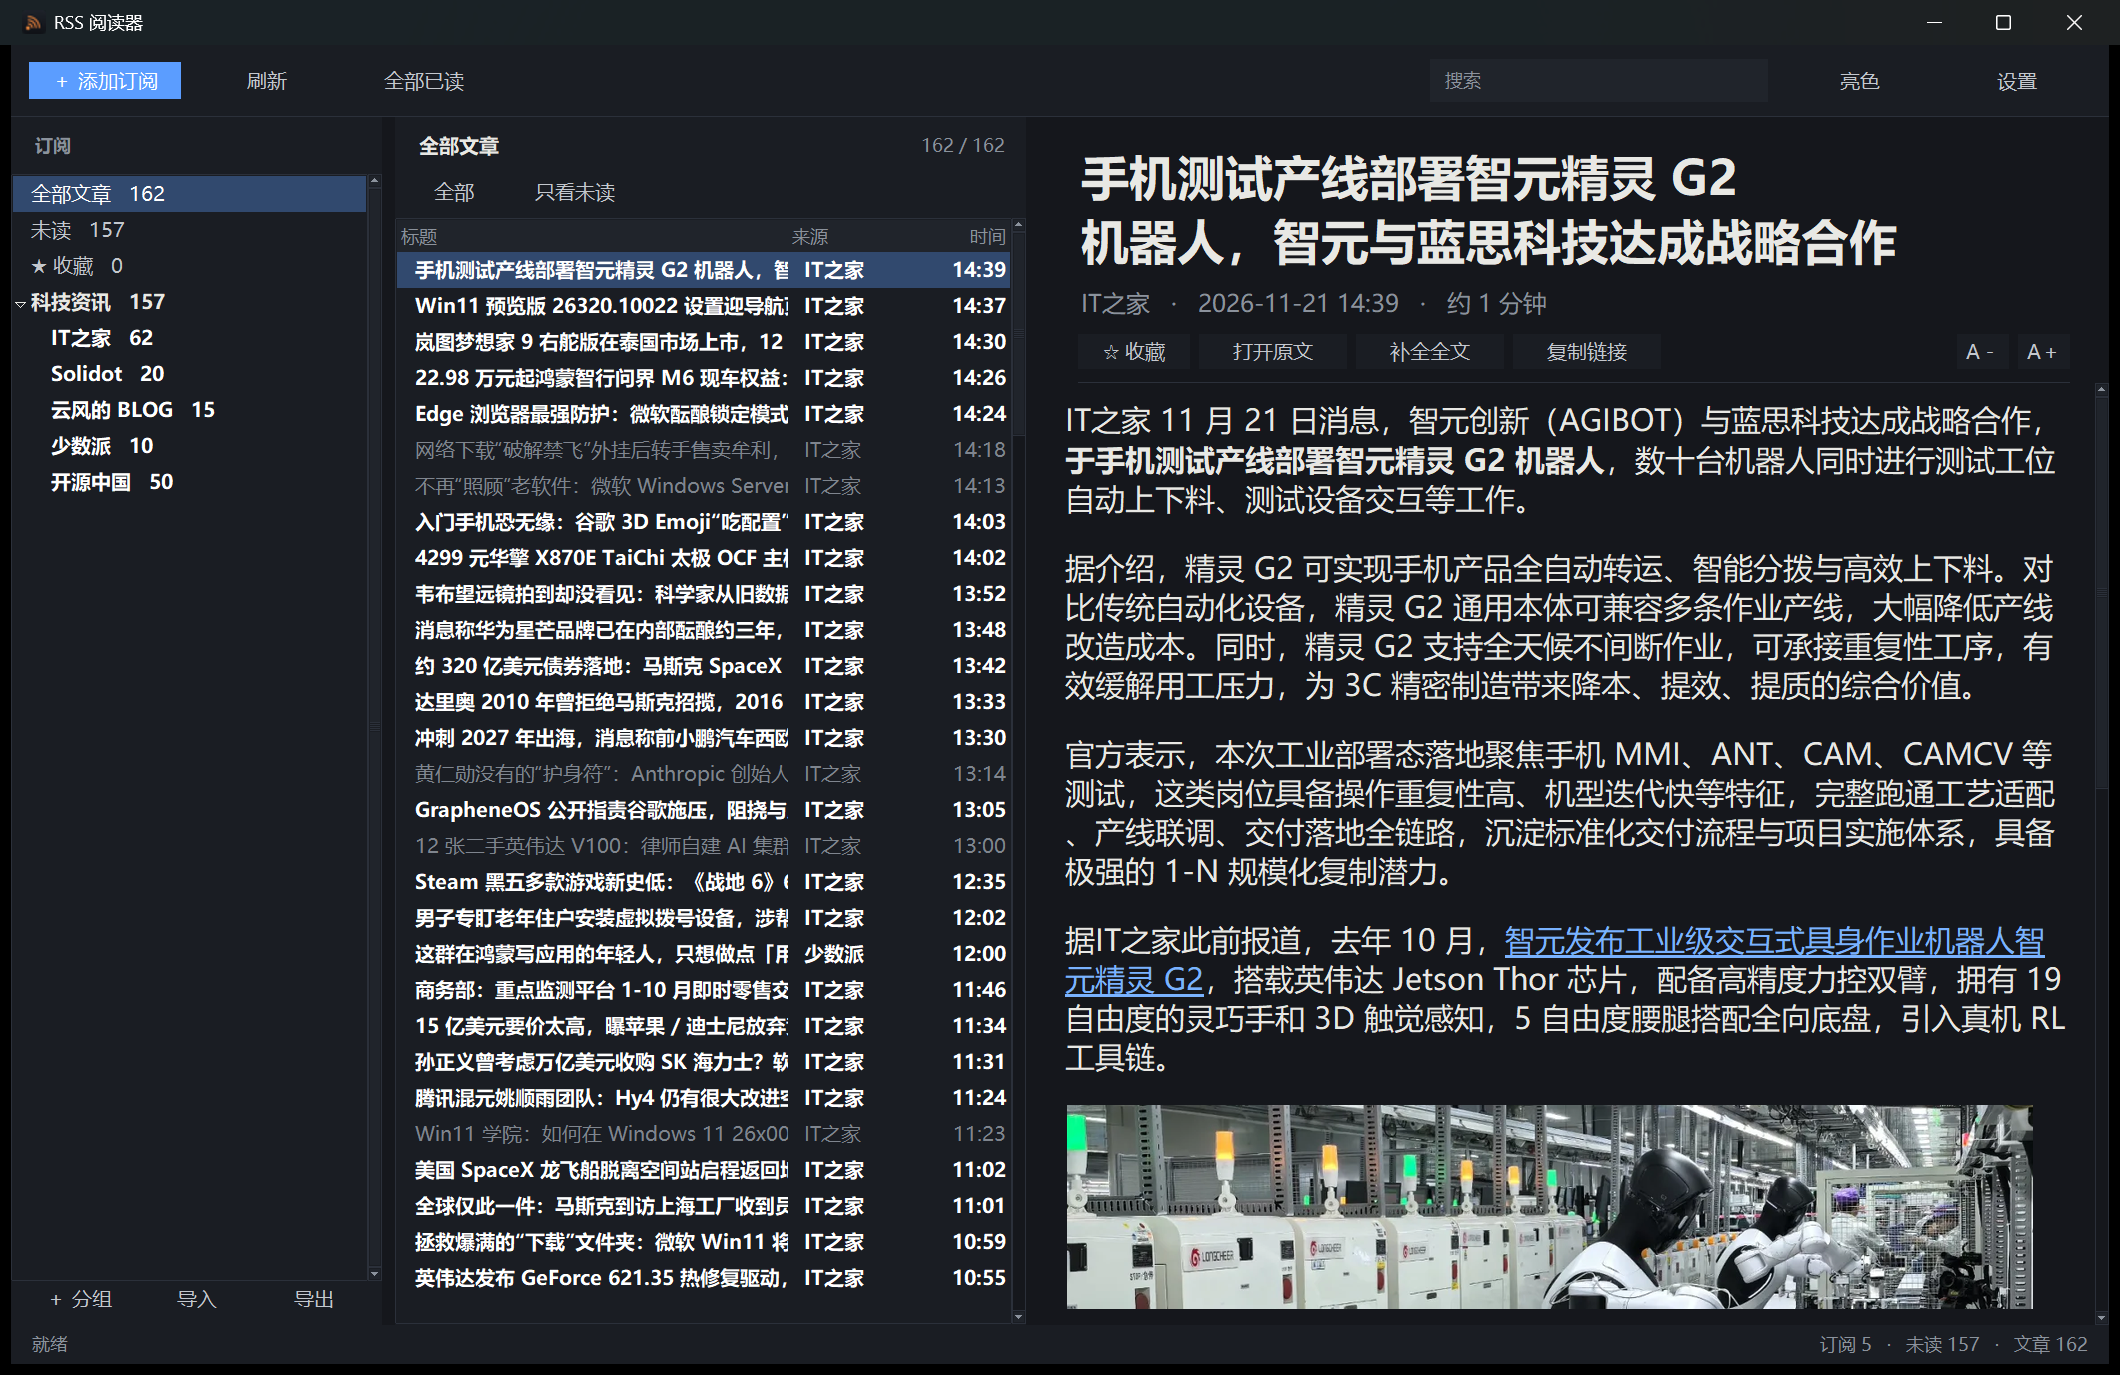 RSS 阅读器
+ 添加订阅
刷新
全部已读
搜索
亮色
设置
订阅
全部文章 162
未读 157
★ 收藏 0
科技资讯 157
IT之家 62
Solidot 20
云风的 BLOG 15
少数派 10
开源中国 50
+ 分组
导入
导出
就绪
全部文章
162 / 162
全部
只看未读
标题 来源 时间
手机测试产线部署智元精灵 G2 机器人，智 IT之家 14:39
Win11 预览版 26320.10022 设置迎导航 IT之家 14:37
岚图梦想家 9 右舵版在泰国市场上市，12 IT之家 14:30
22.98 万元起鸿蒙智行问界 M6 现车权益： IT之家 14:26
Edge 浏览器最强防护：微软酝酿锁定模式 IT之家 14:24
网络下载“破解禁飞”外挂后转手售卖牟利， IT之家 14:18
不再“照顾”老软件：微软 Windows Server IT之家 14:13
入门手机恐无缘：谷歌 3D Emoji“吃配置” IT之家 14:03
4299 元华擎 X870E TaiChi 太极 OCF 主 IT之家 14:02
韦布望远镜拍到却没看见：科学家从旧数据 IT之家 13:52
消息称华为星芒品牌已在内部酝酿约三年， IT之家 13:48
约 320 亿美元债券落地：马斯克 SpaceX IT之家 13:42
达里奥 2010 年曾拒绝马斯克招揽，2016 IT之家 13:33
冲刺 2027 年出海，消息称前小鹏汽车西欧 IT之家 13:30
黄仁勋没有的“护身符”：Anthropic 创始人 IT之家 13:14
GrapheneOS 公开指责谷歌施压，阻挠与 IT之家 13:05
12 张二手英伟达 V100：律师自建 AI 集群 IT之家 13:00
Steam 黑五多款游戏新史低：《战地 6》 IT之家 12:35
男子专盯老年住户安装虚拟拨号设备，涉帮 IT之家 12:02
这群在鸿蒙写应用的年轻人，只想做点「用 少数派 12:00
商务部：重点监测平台 1-10 月即时零售交 IT之家 11:46
15 亿美元要价太高，曝苹果 / 迪士尼放弃 IT之家 11:34
孙正义曾考虑万亿美元收购 SK 海力士？软 IT之家 11:31
腾讯混元姚顺雨团队：Hy4 仍有很大改进空 IT之家 11:24
Win11 学院：如何在 Windows 11 26x00 IT之家 11:23
美国 SpaceX 龙飞船脱离空间站启程返回地 IT之家 11:02
全球仅此一件：马斯克到访上海工厂收到员 IT之家 11:01
拯救爆满的“下载”文件夹：微软 Win11 将 IT之家 10:59
英伟达发布 GeForce 621.35 热修复驱动， IT之家 10:55
手机测试产线部署智元精灵 G2
机器人，智元与蓝思科技达成战略合作
IT之家 · 2026-11-21 14:39 · 约 1 分钟
☆ 收藏
打开原文
补全全文
复制链接
A -
A +
IT之家 11 月 21 日消息，智元创新（AGIBOT）与蓝思科技达成战略合作，
于手机测试产线部署智元精灵 G2 机器人，数十台机器人同时进行测试工位
自动上下料、测试设备交互等工作。
据介绍，精灵 G2 可实现手机产品全自动转运、智能分拨与高效上下料。对
比传统自动化设备，精灵 G2 通用本体可兼容多条作业产线，大幅降低产线
改造成本。同时，精灵 G2 支持全天候不间断作业，可承接重复性工序，有
效缓解用工压力，为 3C 精密制造带来降本、提效、提质的综合价值。
官方表示，本次工业部署态落地聚焦手机 MMI、ANT、CAM、CAMCV 等
测试，这类岗位具备操作重复性高、机型迭代快等特征，完整跑通工艺适配
、产线联调、交付落地全链路，沉淀标准化交付流程与项目实施体系，具备
极强的 1-N 规模化复制潜力。
据IT之家此前报道，去年 10 月，智元发布工业级交互式具身作业机器人智
元精灵 G2，搭载英伟达 Jetson Thor 芯片，配备高精度力控双臂，拥有 19
自由度的灵巧手和 3D 触觉感知，5 自由度腰腿搭配全向底盘，引入真机 RL
工具链。
LONGCHEER
LONGCHEER
LONGCHEER
订阅 5 · 未读 157 · 文章 162